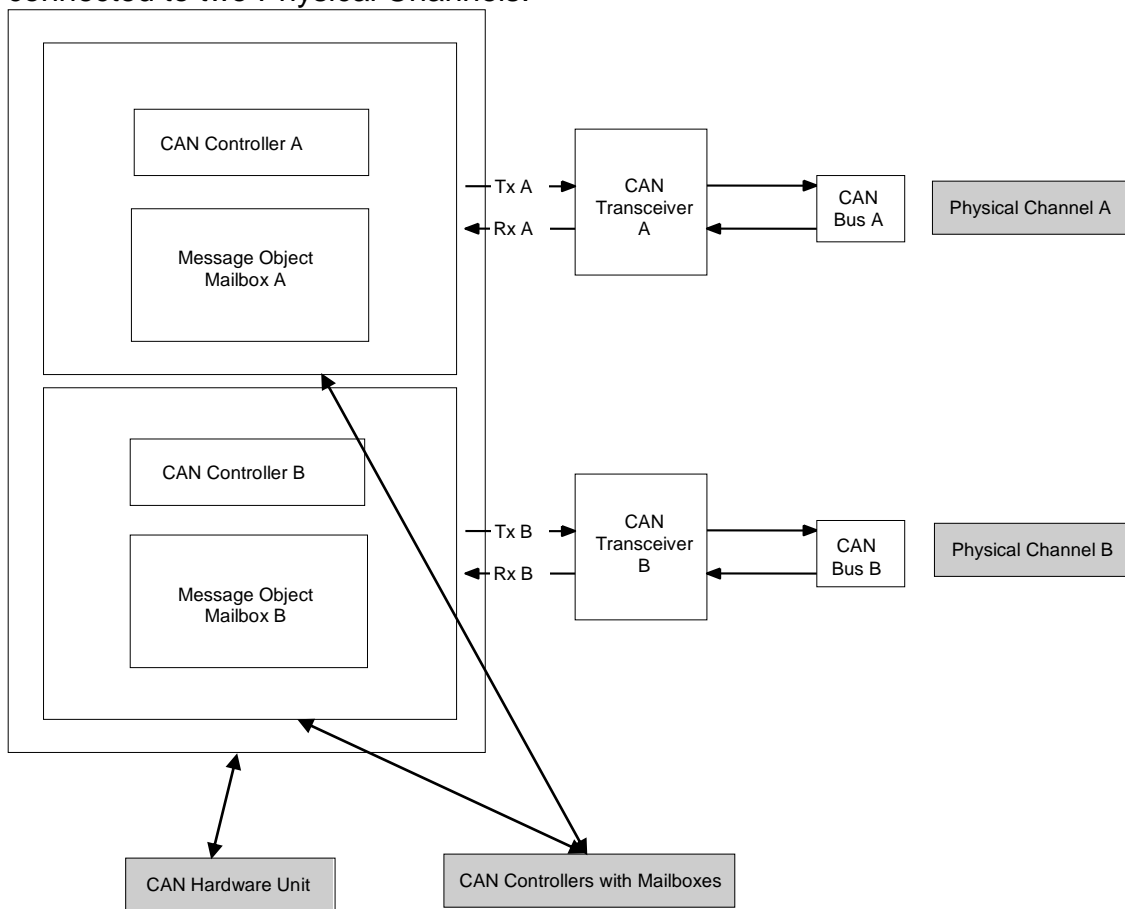 connected to two Physical Channels.
CAN Controller A
Message Object
Mailbox A
Tx A
Rx A
CAN
Transceiver
A
CAN
Bus A
Physical Channel A
CAN Controller B
Message Object
Mailbox B
Tx B
Rx B
CAN
Transceiver
B
CAN
Bus B
Physical Channel B
CAN Hardware Unit
CAN Controllers with Mailboxes